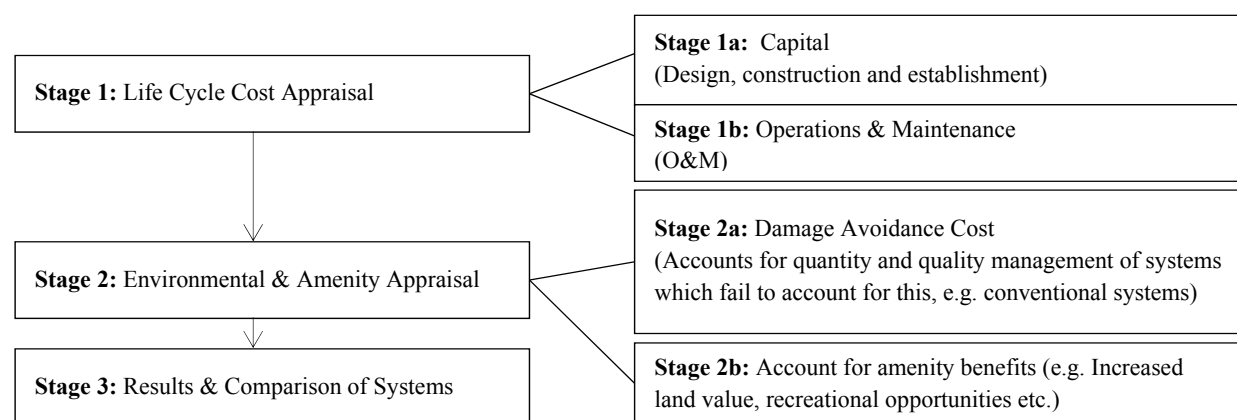 Stage 1: Life Cycle Cost Appraisal
Stage 1a: Capital
(Design, construction and establishment)
Stage 1b: Operations & Maintenance
(O&M)
Stage 2: Environmental & Amenity Appraisal
Stage 2a: Damage Avoidance Cost
(Accounts for quantity and quality management of systems
which fail to account for this, e.g. conventional systems)
Stage 2b: Account for amenity benefits (e.g. Increased
land value, recreational opportunities etc.)
Stage 3: Results & Comparison of Systems